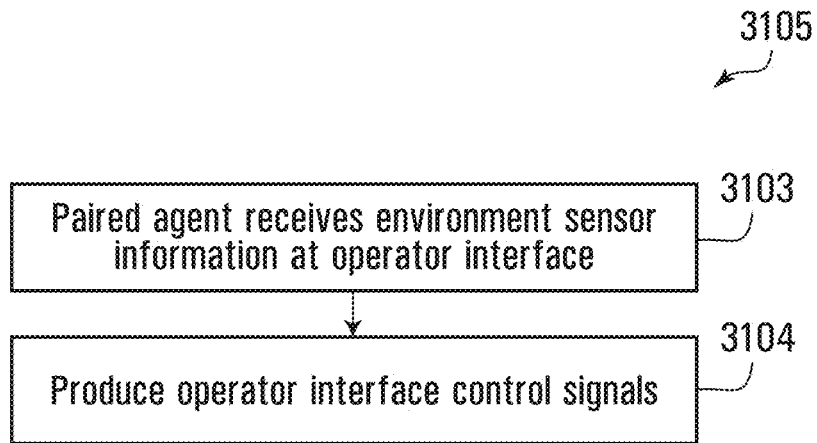 3105
3103
Paired agent receives environment sensor
information at operator interface
3104
Produce operator interface control signals